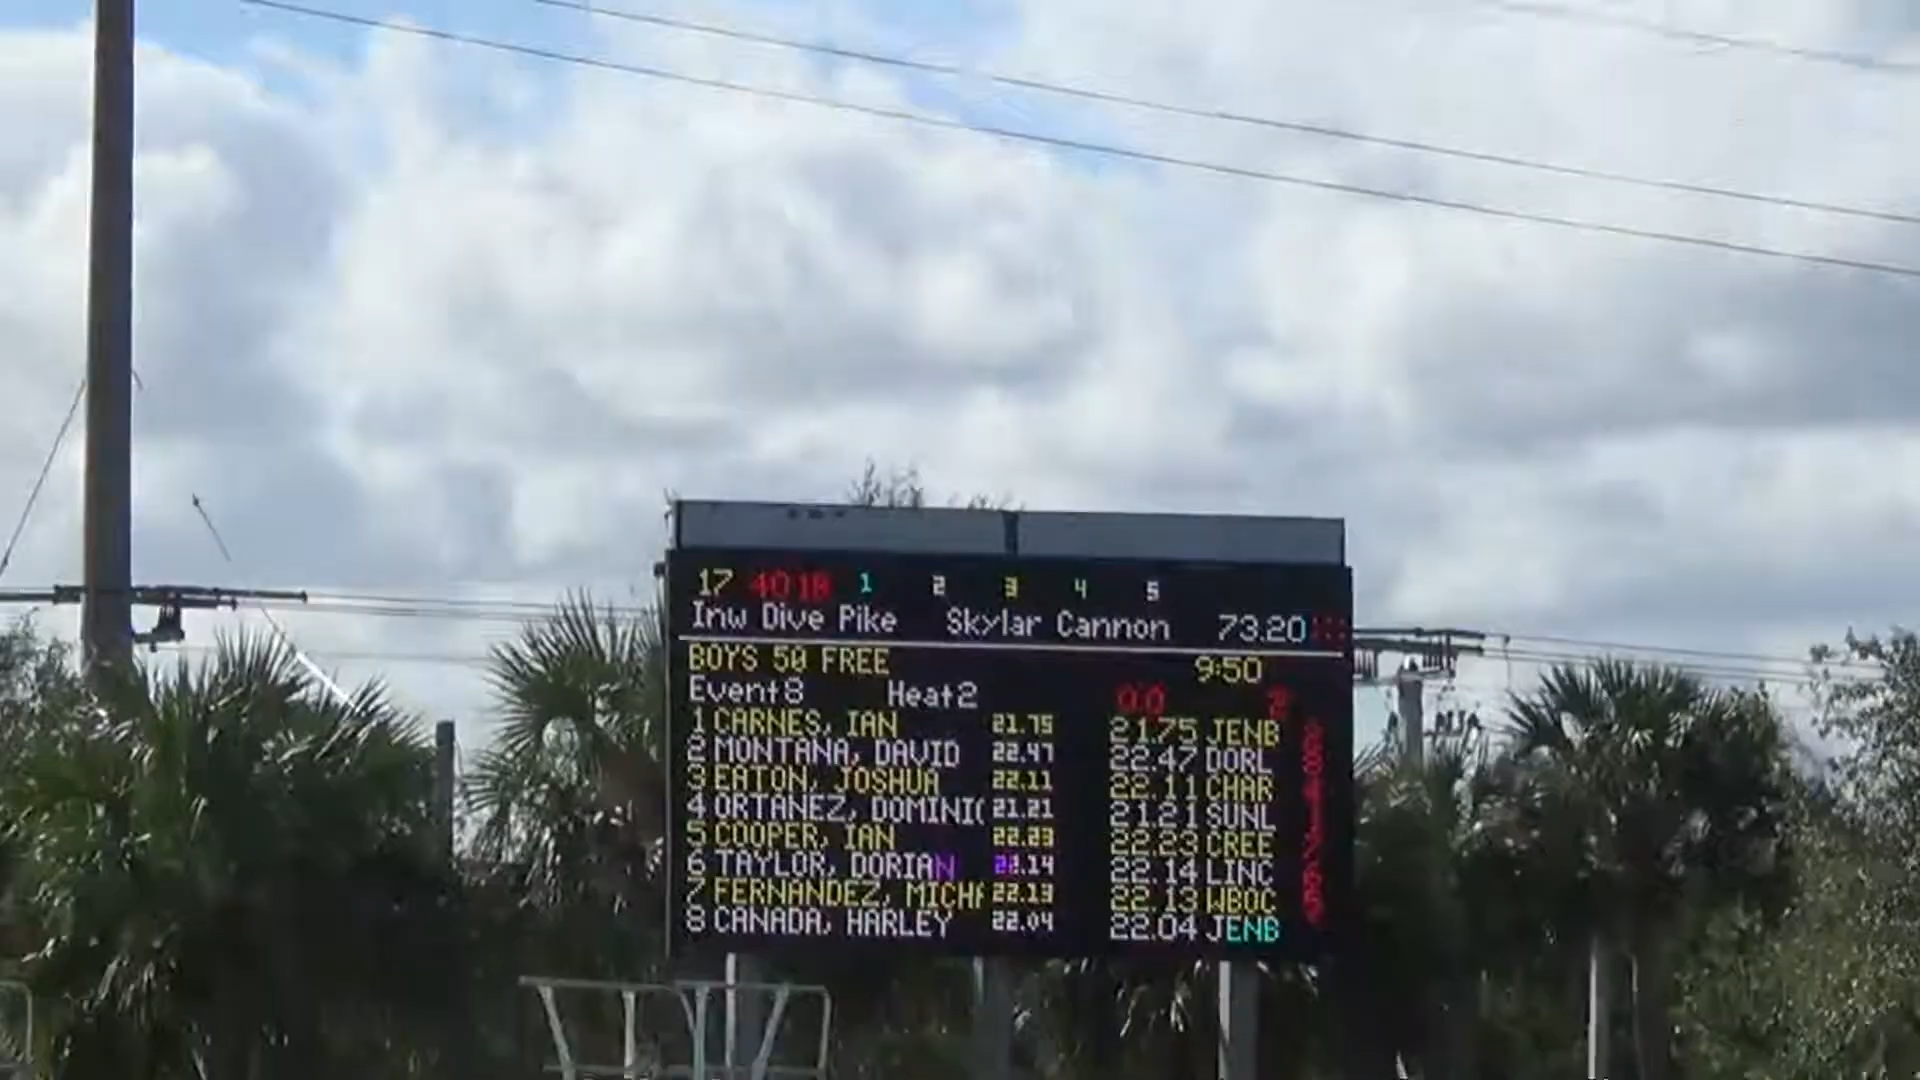 17 401B 1 2 3 4 5
Inw Dive Pike Skylar Cannon 73.20
BOYS 50 FREE 9:50
Event8 Heat2 0.0 2
1 CARNES, IAN 21.75 21.75 JENB
2 MONTANA, DAVID 22.47 22.47 DORL
3 EATON, JOSHUA 22.11 22.11 CHAR
4 ORTANEZ, DOMINIC 21.21 21.21 SUNL
5 COOPER, IAN 22.23 22.23 CREE
6 TAYLOR, DORIAN 22.14 22.14 LINC
7 FERNANDEZ, MICHA 22.13 22.13 WBOC
8 CANADA, HARLEY 22.04 22.04 JENB